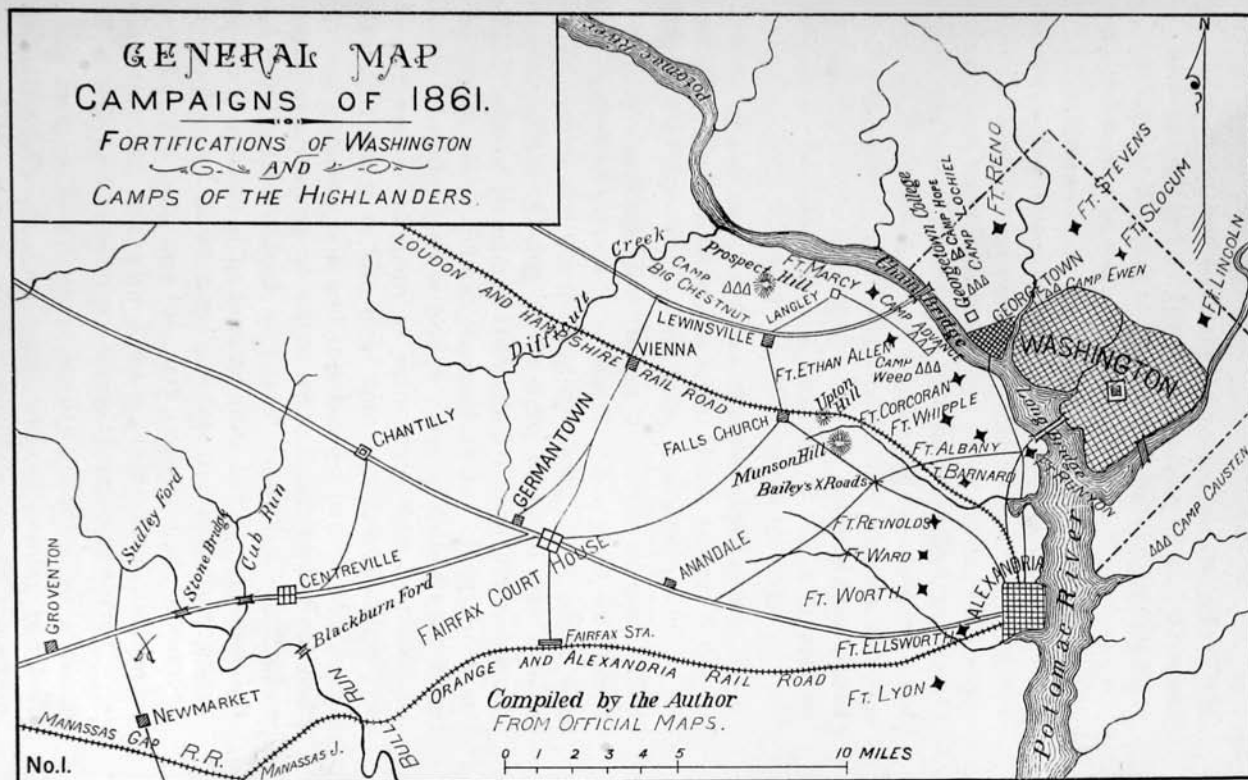 GENERAL MAP
CAMPAIGNS OF 1861.
FORTIFICATIONS OF WASHINGTON
AND
CAMPS OF THE HIGHLANDERS.
N
Potomac River
LOUDON AND HAMPSHIRE RAIL ROAD
Difficult Creek
CAMP
BIG CHESTNUT
Prospect Hill
FT. MARCY
LANGLEY
LEWINSVILLE
VIENNA
Chain Bridge
Georgetown College
CAMP HOPE
CAMP LOCHIEL
FT. RENO
FT. STEVENS
FT. SLOCUM
FT. LINCOLN
GEORGETOWN
CAMP EWEN
WASHINGTON
CAMP ADVANCE
FT. ETHAN ALLEN
CAMP
WEED
Upton
Hill
FT. CORCORAN
FT. WHIPPLE
FALLS CHURCH
FT. ALBANY
Munson Hill
FT. BARNARD
Bailey's X Roads
FT. RUNYON
CAMP CAUSTEN
CHANTILLY
GERMANTOWN
FT. REYNOLDS
FT. WARD
FT. WORTH
ANANDALE
ALEXANDRIA
FT. ELLSWORTH
FT. LYON
Potomac River
Sudley Ford
Stone Bridge
Cub Run
CENTREVILLE
Blackburn Ford
FAIRFAX COURT HOUSE
FAIRFAX STA.
GROVENTON
NEWMARKET
ORANGE AND ALEXANDRIA RAIL ROAD
BULL RUN
MANASSAS GAP R.R.
MANASSAS J.
Compiled by the Author
FROM OFFICIAL MAPS.
0 1 2 3 4 5 10 MILES
No.1.